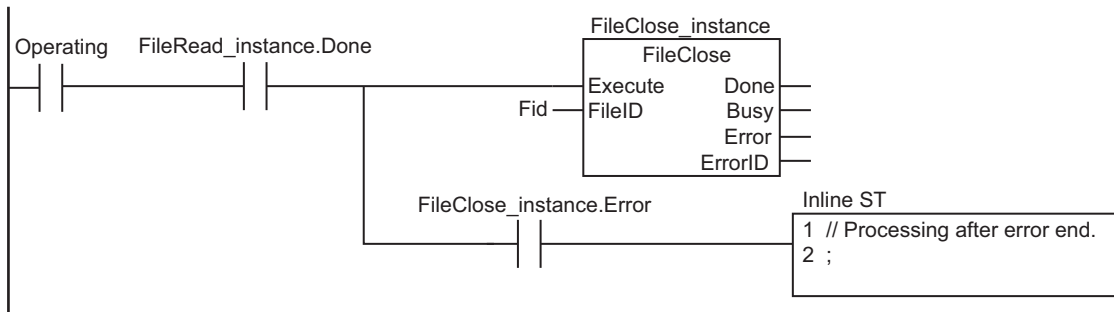 FileClose_instance
Operating
FileRead_instance.Done
FileClose
Execute Done
Fid FileID Busy
Error
ErrorID
FileClose_instance.Error
Inline ST
1 // Processing after error end.
2 ;